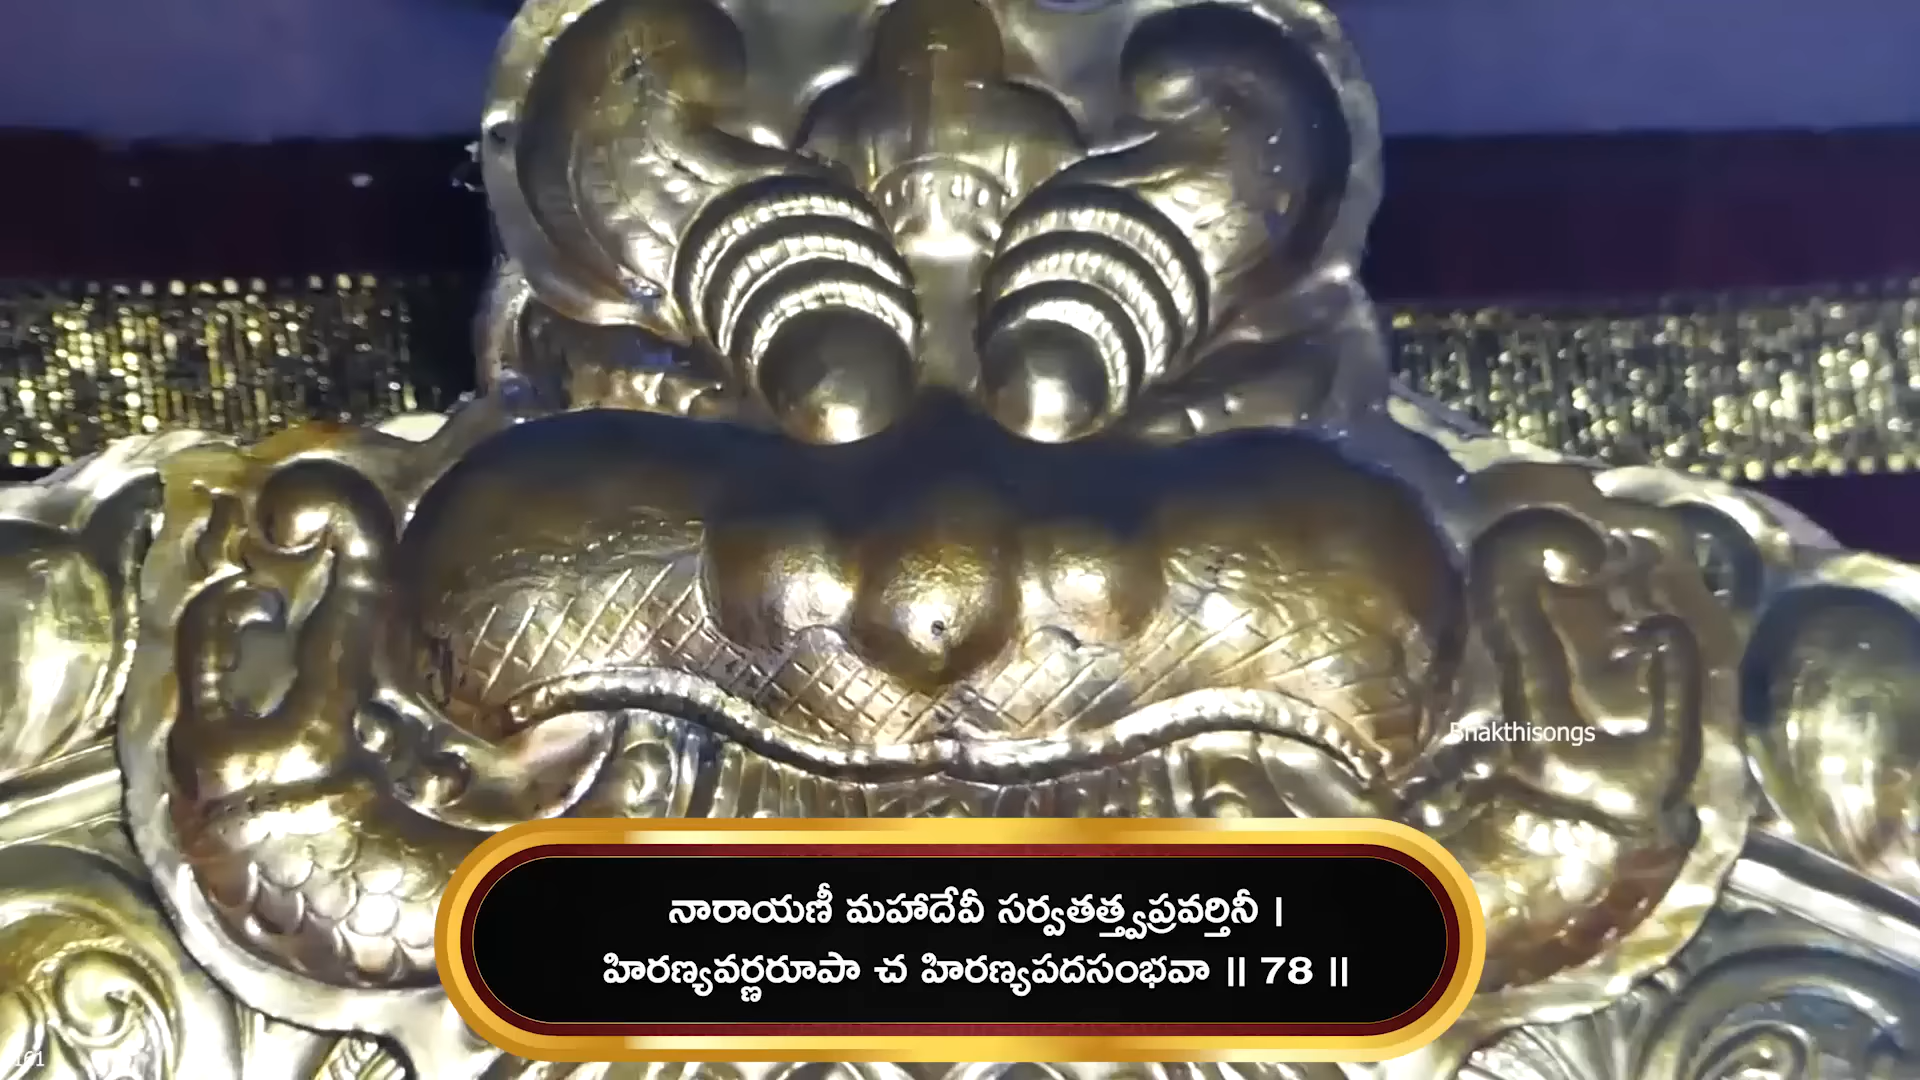 Bhakthisongs
నారాయణీ మహాదేవీ సర్వతత్త్వప్రవర్తినీ |
హిరణ్యవర్ణరూపా చ హిరణ్యపదసంభవా || 78 ||